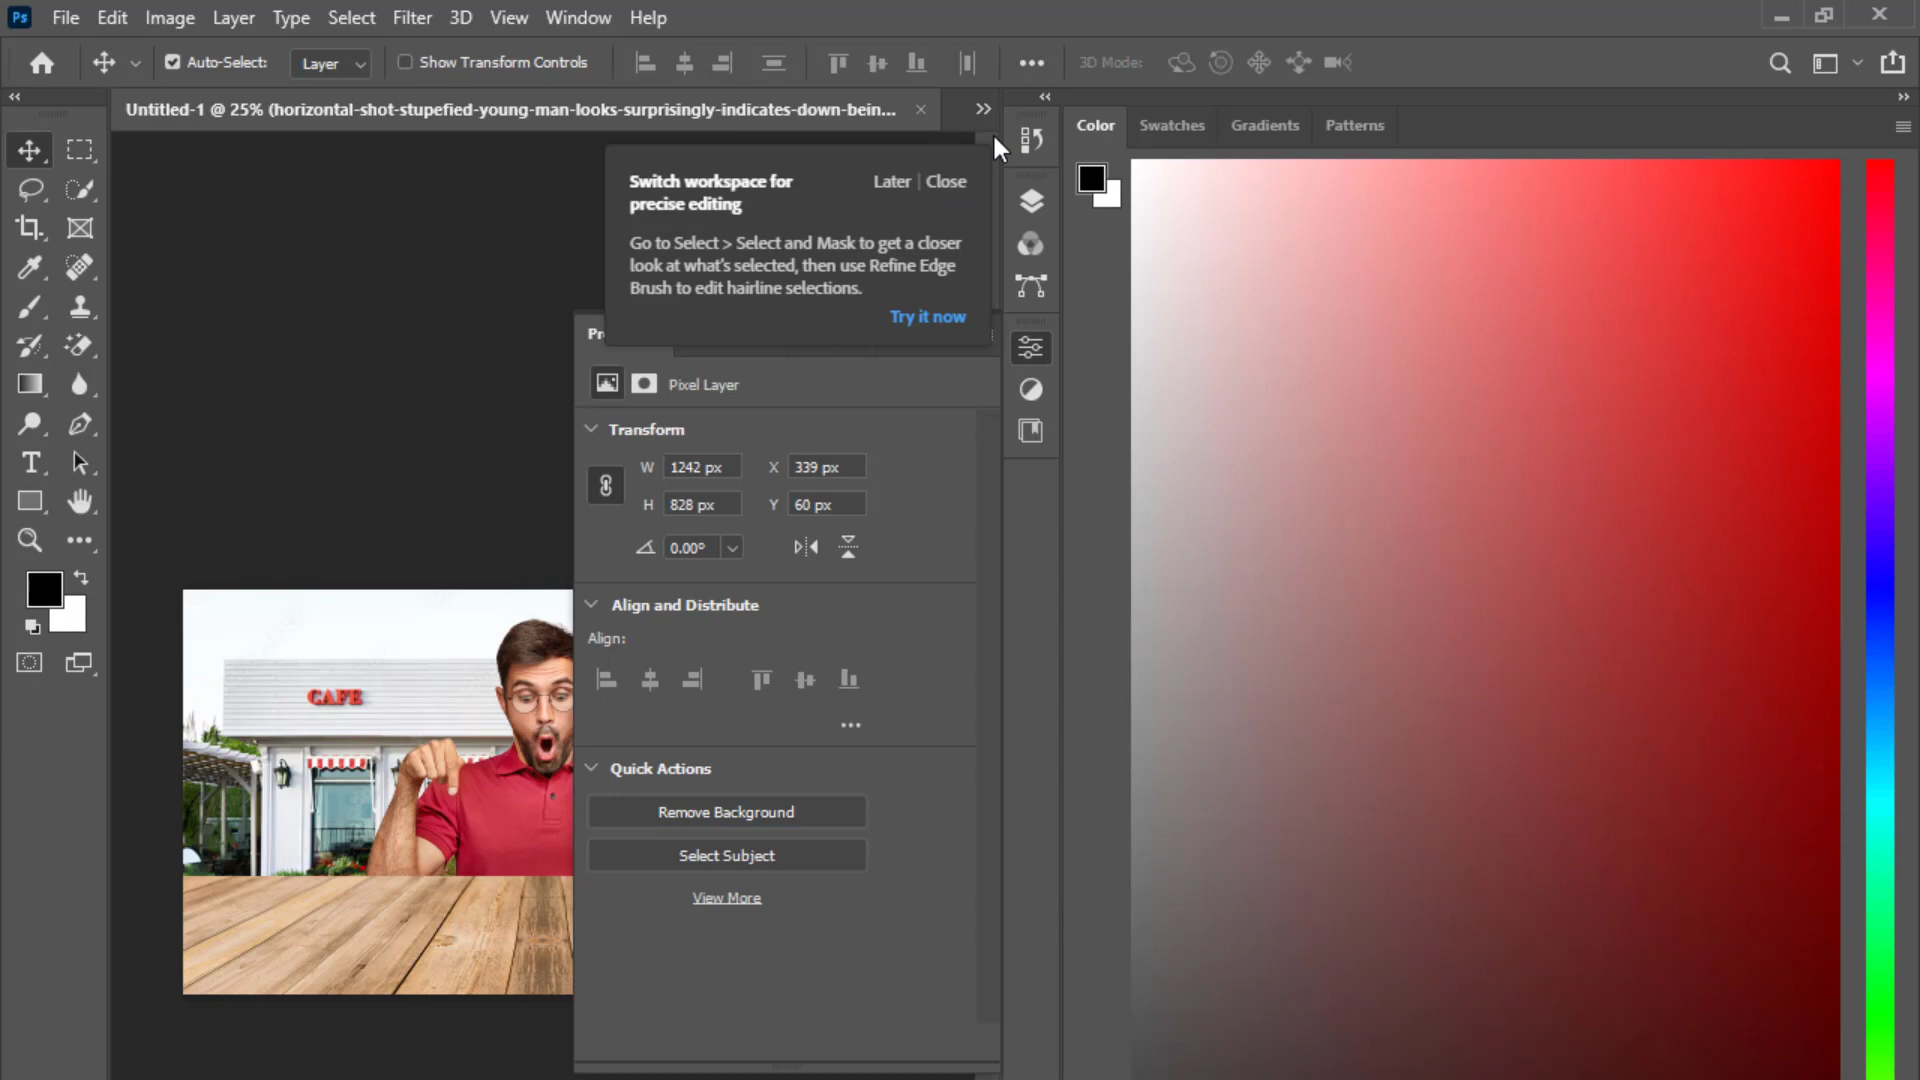 Ps File Edit Image Layer Type Select Filter 3D View Window Help
Auto-Select: Layer Show Transform Controls 3D Mode:
Untitled-1 @ 25% (horizontal-shot-stupefied-young-man-looks-surprisingly-indicates-down-bein...
Color Swatches Gradients Patterns
Switch workspace for
precise editing
Later | Close
Go to Select > Select and Mask to get a closer
look at what's selected, then use Refine Edge
Brush to edit hairline selections.
Try it now
Pixel Layer
Transform
W 1242 px X 339 px
H 828 px Y 60 px
0.00°
Align and Distribute
Align:
CAFE
Quick Actions
Remove Background
Select Subject
View More